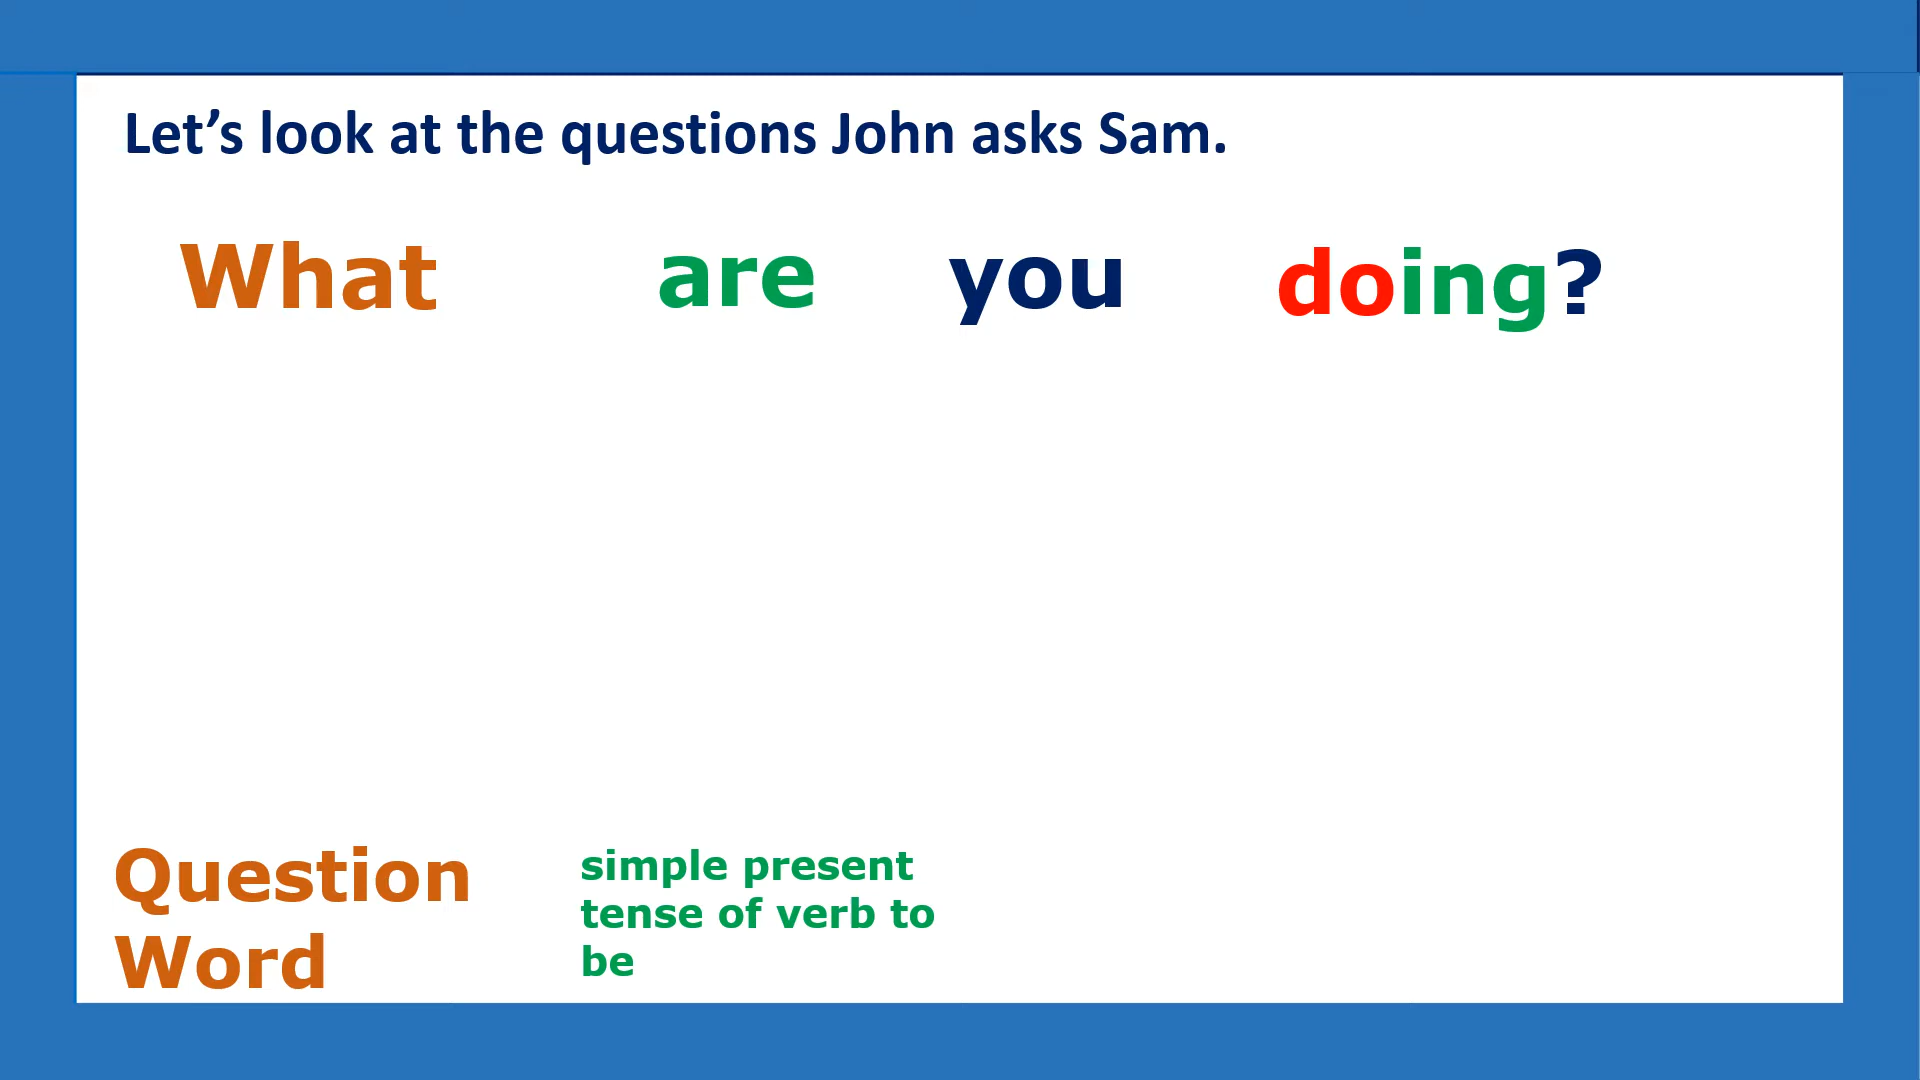 Let’s look at the questions John asks Sam.
What are you doing?
Question
Word
simple present
tense of verb to
be